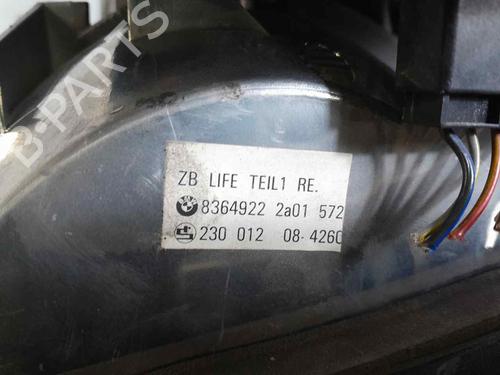 B-PARTS
ZB LIFE TEIL1 RE.
8364922 2a01 572
230 012 08-4260